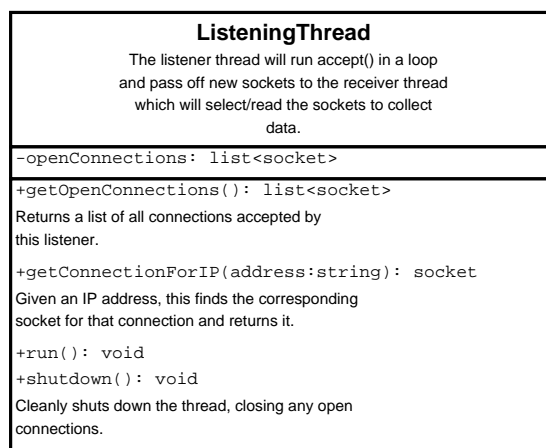 ListeningThread
The listener thread will run accept() in a loop
and pass off new sockets to the receiver thread
which will select/read the sockets to collect
data.
-openConnections: list<socket>
+getOpenConnections(): list<socket>
Returns a list of all connections accepted by
this listener.
+getConnectionForIP(address:string): socket
Given an IP address, this finds the corresponding
socket for that connection and returns it.
+run(): void
+shutdown(): void
Cleanly shuts down the thread, closing any open
connections.